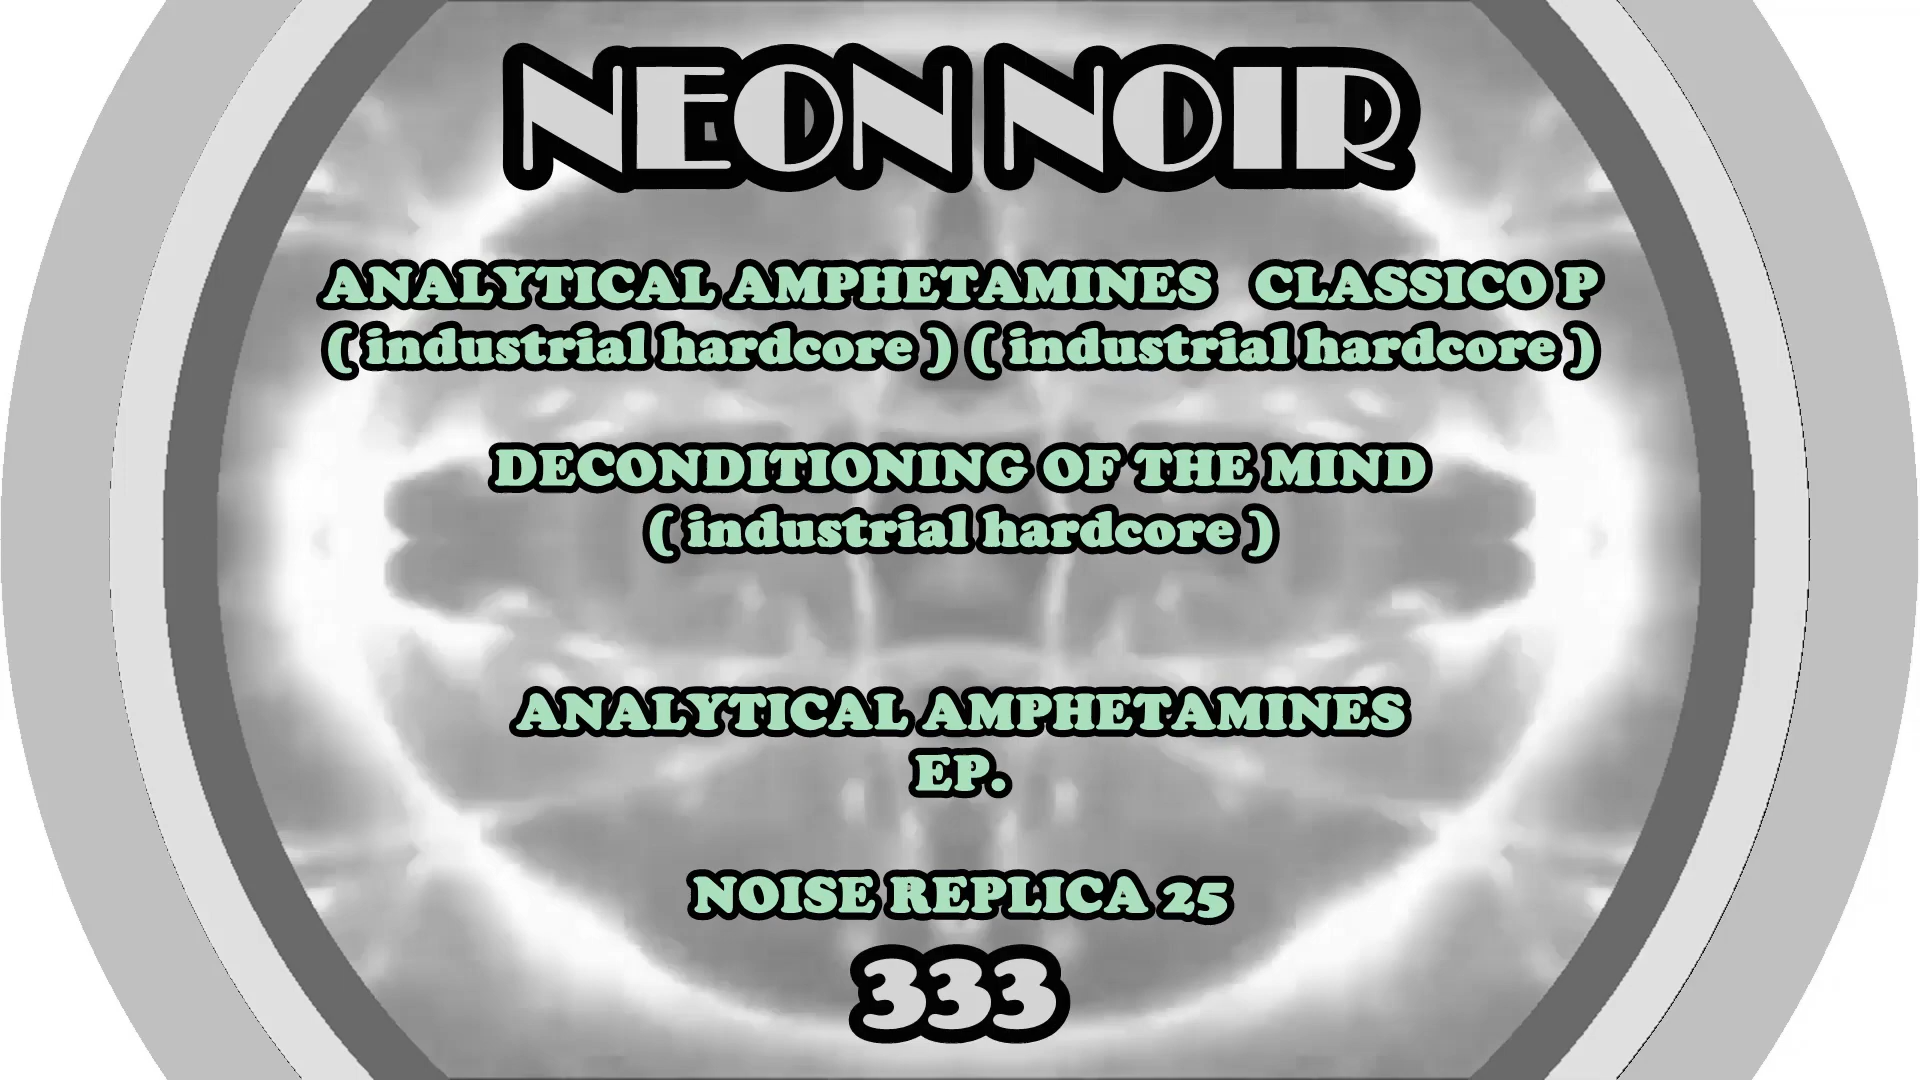 NEON NOIR
ANALYTICAL AMPHETAMINES CLASSICO P
( industrial hardcore ) ( industrial hardcore )
DECONDITIONING OF THE MIND
( industrial hardcore )
ANALYTICAL AMPHETAMINES
EP.
NOISE REPLICA 25
333